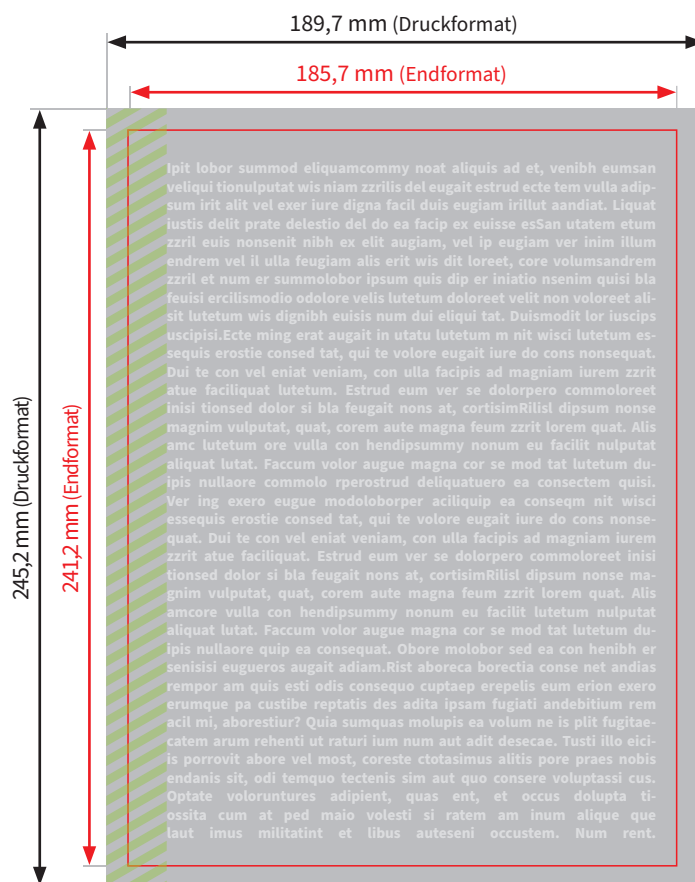 189,7 mm (Druckformat)
185,7 mm (Endformat)
245,2 mm (Druckformat)
241,2 mm (Endformat)
Ipit lobor summod eliquamcommy noat aliquis ad et, venibh eumsan
veliqui tionulputat wis niam zzrilis del eugait estrud ecte tem vulla adip-
sum irit alit vel exer iure digna facil duis eugiam irillut aandiat. Liquat
iustis delit prate delestio del do ea facip ex euisse esSan utatem etum
zzril euis nonsenit nibh ex elit augiam, vel ip eugiam ver inim illum
endrem vel il ulla feugiam alis erit wis dit loreet, core volumsandrem
zzril et num er summolobor ipsum quis dip er iniatio nsenim quisi bla
feuisi ercilismodio odolore velis lutetum doloreet velit non voloreet ali-
sit lutetum wis dignibh euisis num dui eliqui tat. Duismodit lor iuscips
uscipisi.Ecte ming erat augait in utatu lutetum m nit wisci lutetum es-
sequis erostie consed tat, qui te volore eugait iure do cons nonsequat.
Dui te con vel eniat veniam, con ulla facipis ad magniam iurem zzrit
atue faciliquat lutetum. Estrud eum ver se dolorpero commoloreet
inisi tionsed dolor si bla feugait nons at, cortisimRilisl dipsum nonse
magnim vulputat, quat, corem aute magna feum zzrit lorem quat. Alis
amc lutetum ore vulla con hendipsummy nonum eu facilit nulputat
aliquat lutat. Faccum volor augue magna cor se mod tat lutetum du-
ipis nullaore commolo rperostrud deliquatuero ea consectem quisi.
Ver ing exero eugue modoloborper aciliquip ea conseqm nit wisci
essequis erostie consed tat, qui te volore eugait iure do cons nonse-
quat. Dui te con vel eniat veniam, con ulla facipis ad magniam iurem
zzrit atue faciliquat. Estrud eum ver se dolorpero commoloreet inisi
tionsed dolor si bla feugait nons at, corisimRilisl dipsum nonse ma-
gnim vulputat, quat, corem aute magna feum zzrit lorem quat. Alis
amcore vulla con hendipsummy nonum eu facilit lutetum nulputat
aliquat lutat. Faccum volor augue magna cor se mod tat lutetum du-
ipis nullaore quip ea consequat. Obore molobor sed ea con henibh er
senisisi eugueros augait adiam.Rist aboreca borectia conse net andias
rempor am quis esti odis consequo cuptaep erepelis eum erion exero
erumque pa custibe reptatis des adita ipsam fugiati andebitium rem
acil mi, aborestiur? Quia sumquas molupis ea volum ne is plit fugitae-
catem arum rehenti ut raturi ium num aut adit desecae. Tusti illo eici-
is porrovit abore vel most, coreste ctotasimus alitis pore praes nobis
endanis sit, odi temquo tectenis sim aut quo consere voluptassi cus.
Optate voloruntures adipient, quas ent, et occus dolupta ti-
ossita cum at ped maio volesti si ratem am inum alique que
laut imus militatint et libus auteseni occustem. Num rent.